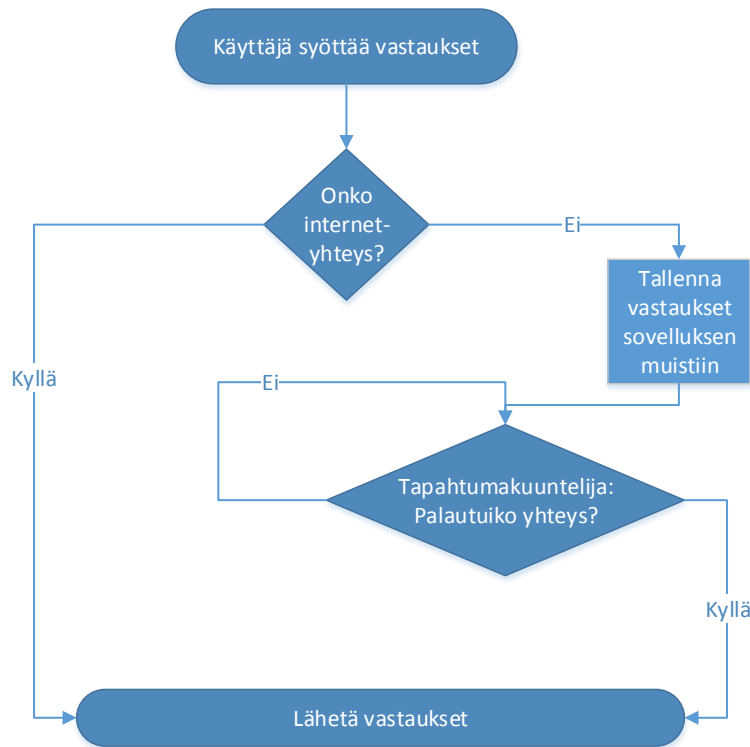 Käyttäjä syöttää vastaukset
Onko
internet-
yhteys?
Ei
Tallenna
vastaukset
sovelluksen
muistiin
Kyllä
Ei
Tapahtumakuuntelija:
Palautuiko yhteys?
Kyllä
Lähetä vastaukset